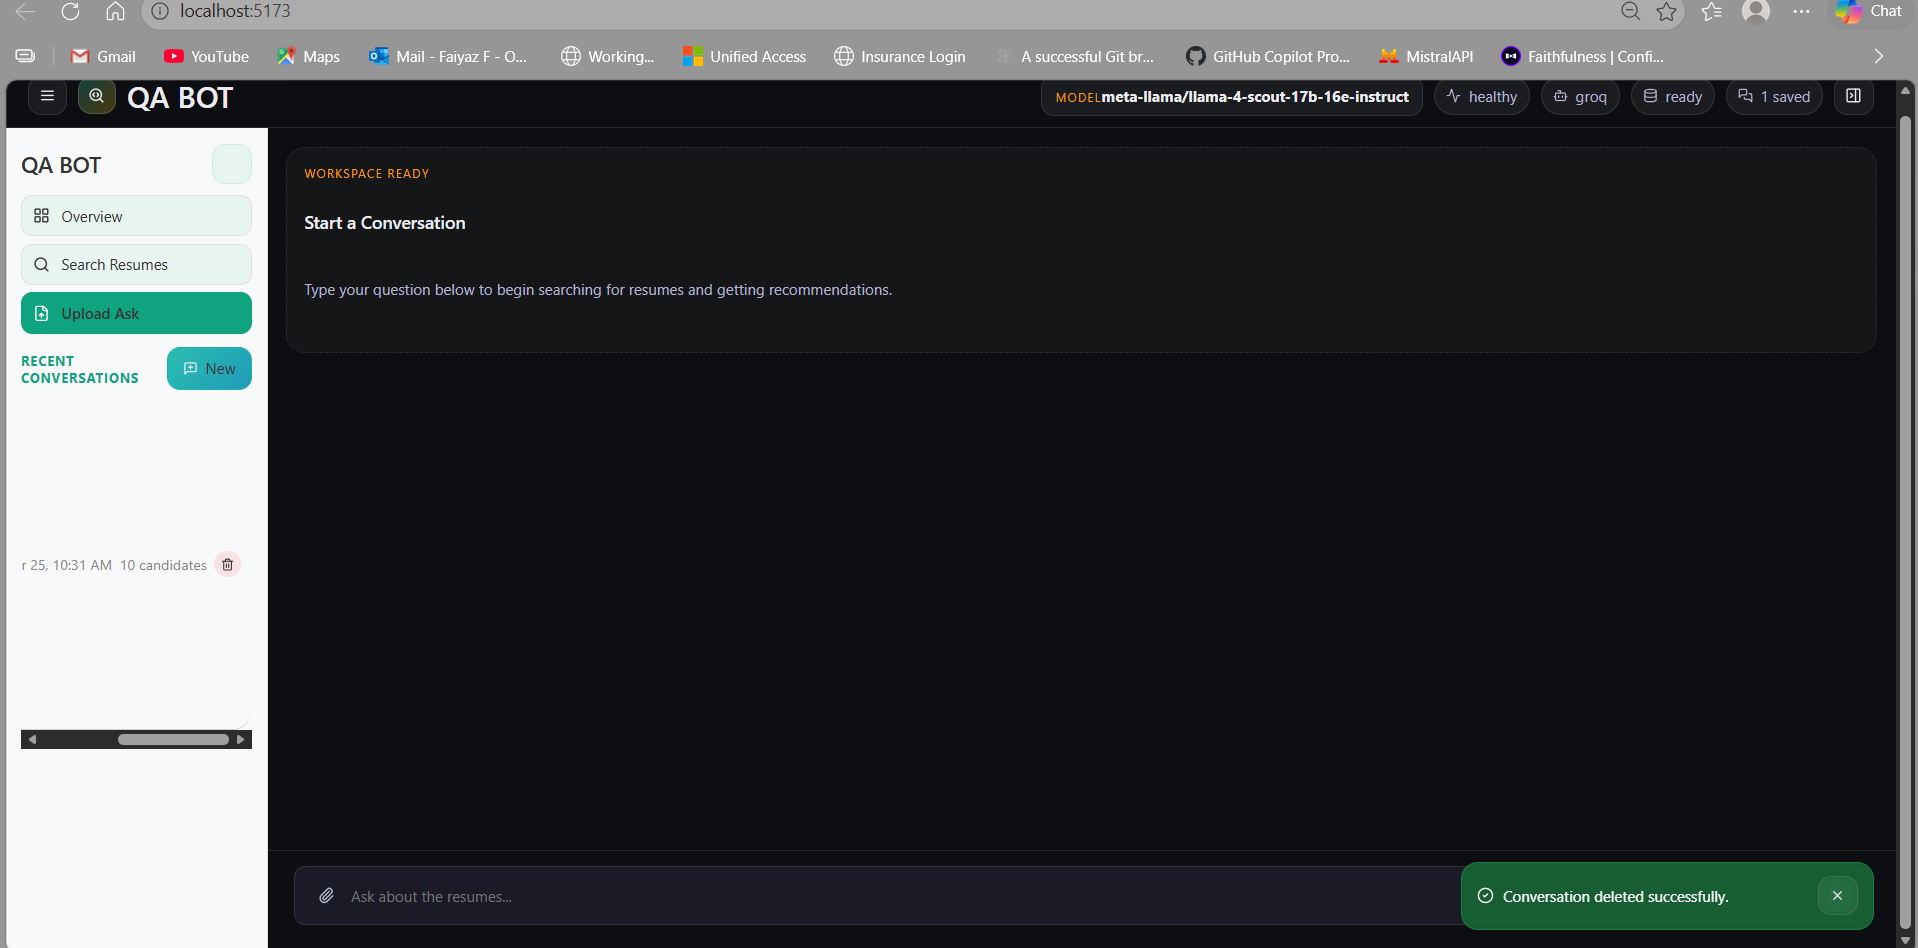 localhost:5173
Chat
Gmail
YouTube
Maps
Mail - Faiyaz F - O...
Working...
Unified Access
Insurance Login
A successful Git br...
GitHub Copilot Pro...
MistralAPI
Faithfulness | Confi...
QA BOT
MODEL meta-llama/llama-4-scout-17b-16e-instruct
healthy
groq
ready
1 saved
QA BOT
Overview
Search Resumes
Upload Ask
RECENT
CONVERSATIONS
New
r 25, 10:31 AM 10 candidates
WORKSPACE READY
Start a Conversation
Type your question below to begin searching for resumes and getting recommendations.
Ask about the resumes...
Conversation deleted successfully.